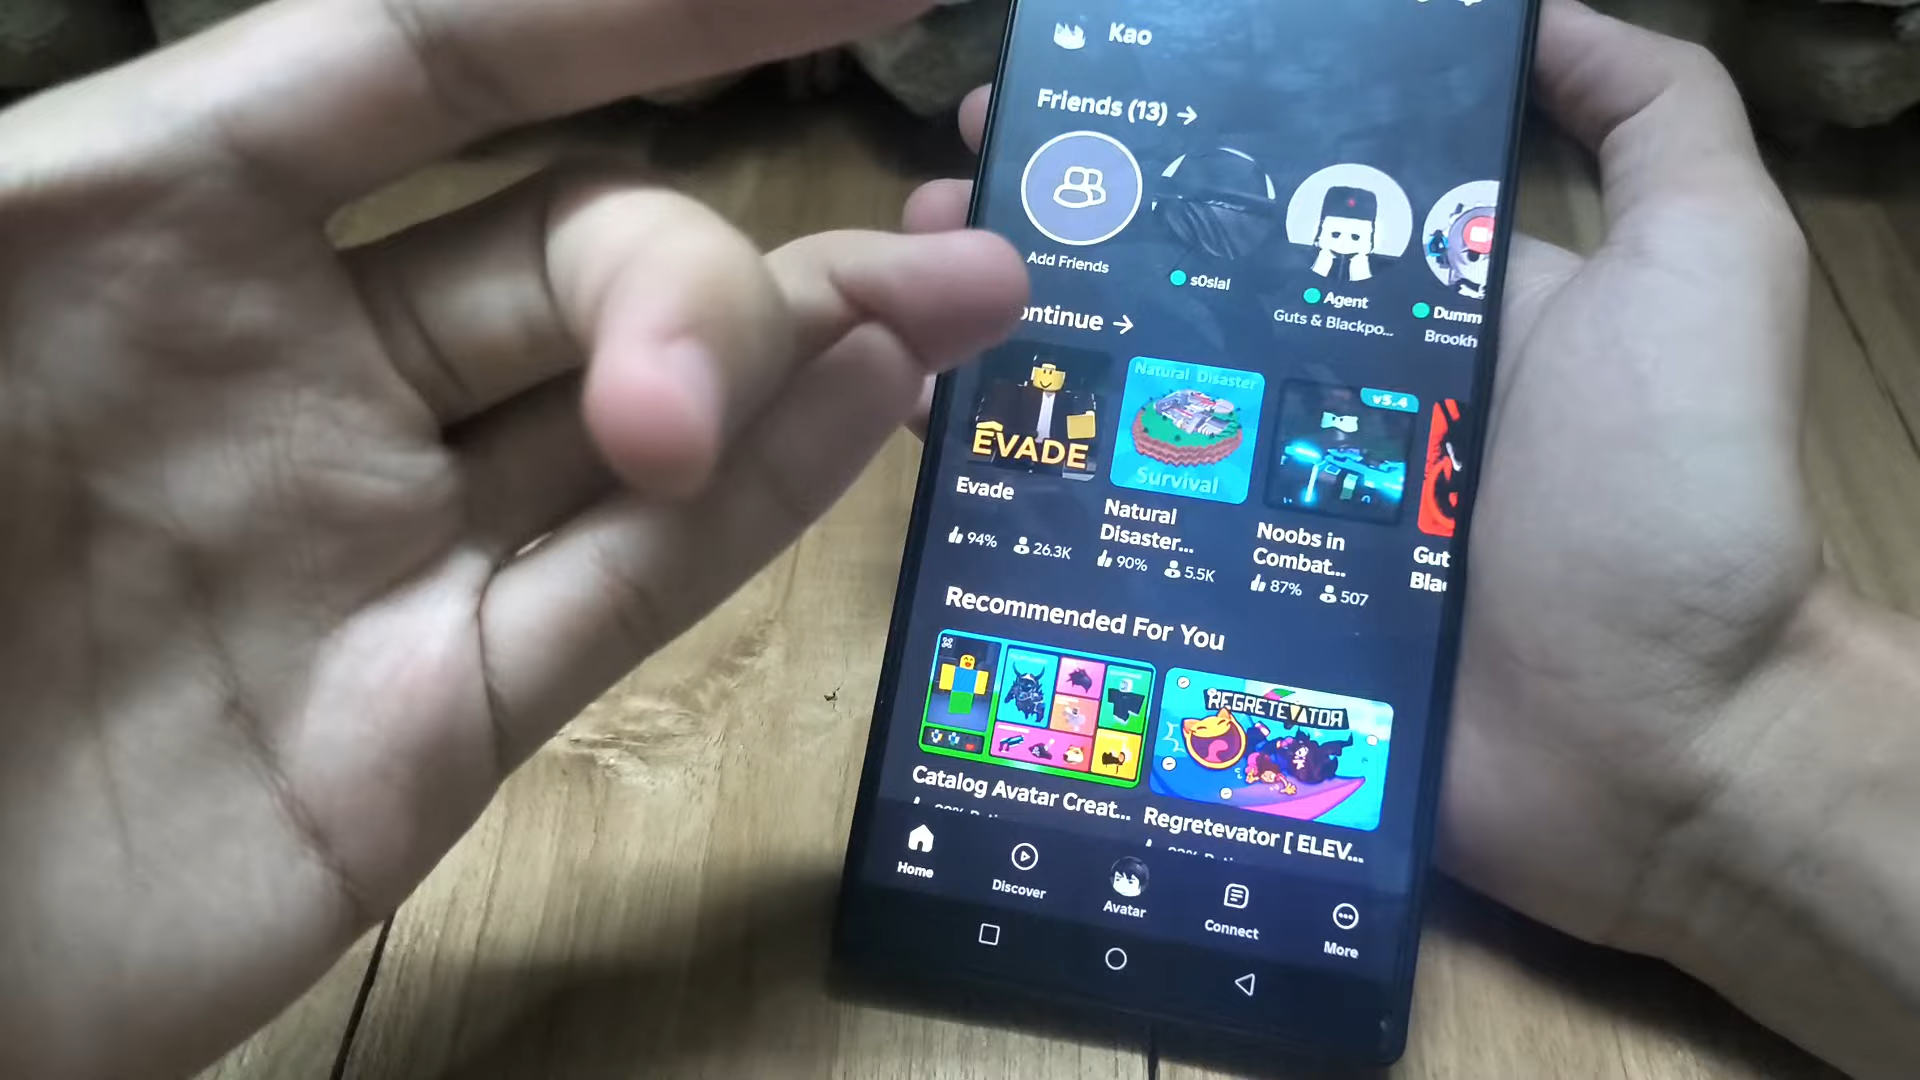 Kao
Friends (13) →
Add Friends
s0slal
Agent
Guts & Blackpo...
Dumm
Brookh
ontinue →
EVADE
Natural Disaster
Survival
v5.4
Evade
94% 26.3K
Natural
Disaster...
90% 5.5K
Noobs in
Combat...
87% 507
Gut
Bla
Recommended For You
REGRETEVATOR
Catalog Avatar Creat...
Regretevator [ ELEV...
Home
Discover
Avatar
Connect
More